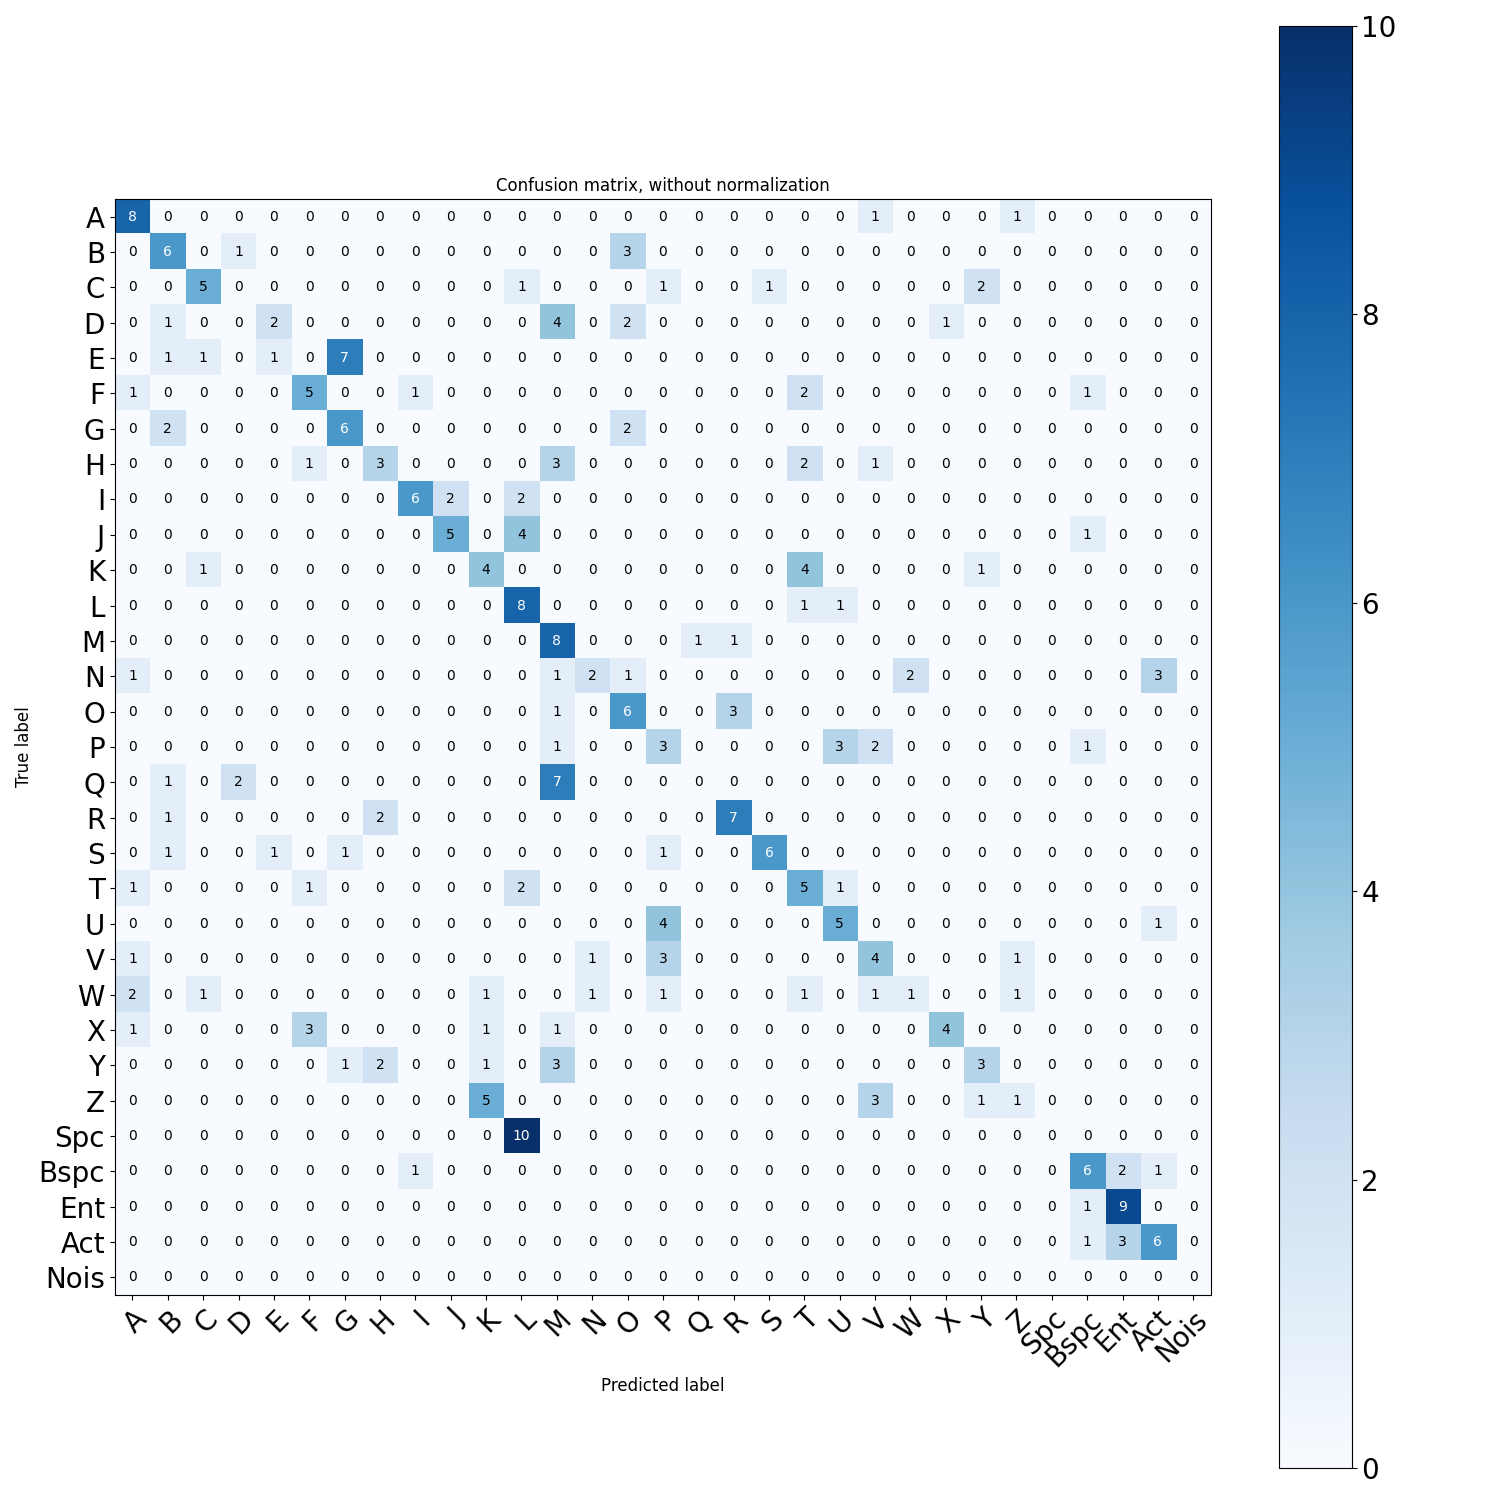 Confusion matrix, without normalization
A 8 0 0 0 0 0 0 0 0 0 0 0 0 0 0 0 0 0 0 0 0 1 0 0 0 1 0 0 0 0 0
B 0 6 0 1 0 0 0 0 0 0 0 0 0 0 3 0 0 0 0 0 0 0 0 0 0 0 0 0 0 0 0
C 0 0 5 0 0 0 0 0 0 0 0 1 0 0 0 1 0 0 1 0 0 0 0 0 2 0 0 0 0 0 0
D 0 1 0 0 2 0 0 0 0 0 0 0 4 0 2 0 0 0 0 0 0 0 0 1 0 0 0 0 0 0 0
E 0 1 1 0 1 0 7 0 0 0 0 0 0 0 0 0 0 0 0 0 0 0 0 0 0 0 0 0 0 0 0
F 1 0 0 0 0 5 0 0 1 0 0 0 0 0 0 0 0 0 0 2 0 0 0 0 0 0 0 1 0 0 0
G 0 2 0 0 0 0 6 0 0 0 0 0 0 0 2 0 0 0 0 0 0 0 0 0 0 0 0 0 0 0 0
H 0 0 0 0 0 1 0 3 0 0 0 0 3 0 0 0 0 0 0 2 0 1 0 0 0 0 0 0 0 0 0
I 0 0 0 0 0 0 0 0 6 2 0 2 0 0 0 0 0 0 0 0 0 0 0 0 0 0 0 0 0 0 0
J 0 0 0 0 0 0 0 0 0 5 0 4 0 0 0 0 0 0 0 0 0 0 0 0 0 0 0 1 0 0 0
K 0 0 1 0 0 0 0 0 0 0 4 0 0 0 0 0 0 0 0 4 0 0 0 0 1 0 0 0 0 0 0
L 0 0 0 0 0 0 0 0 0 0 0 8 0 0 0 0 0 0 0 1 1 0 0 0 0 0 0 0 0 0 0
M 0 0 0 0 0 0 0 0 0 0 0 0 8 0 0 0 1 1 0 0 0 0 0 0 0 0 0 0 0 0 0
N 1 0 0 0 0 0 0 0 0 0 0 0 1 2 1 0 0 0 0 0 0 0 2 0 0 0 0 0 0 3 0
O 0 0 0 0 0 0 0 0 0 0 0 0 1 0 6 0 0 3 0 0 0 0 0 0 0 0 0 0 0 0 0
P 0 0 0 0 0 0 0 0 0 0 0 0 1 0 0 3 0 0 0 0 3 2 0 0 0 0 0 1 0 0 0
Q 0 1 0 2 0 0 0 0 0 0 0 0 7 0 0 0 0 0 0 0 0 0 0 0 0 0 0 0 0 0 0
R 0 1 0 0 0 0 0 2 0 0 0 0 0 0 0 0 0 7 0 0 0 0 0 0 0 0 0 0 0 0 0
S 0 1 0 0 1 0 1 0 0 0 0 0 0 0 0 1 0 0 6 0 0 0 0 0 0 0 0 0 0 0 0
T 1 0 0 0 0 1 0 0 0 0 0 2 0 0 0 0 0 0 0 5 1 0 0 0 0 0 0 0 0 0 0
U 0 0 0 0 0 0 0 0 0 0 0 0 0 0 0 4 0 0 0 0 5 0 0 0 0 0 0 0 0 1 0
V 1 0 0 0 0 0 0 0 0 0 0 0 0 1 0 3 0 0 0 0 0 4 0 0 0 1 0 0 0 0 0
W 2 0 1 0 0 0 0 0 0 0 1 0 0 1 0 1 0 0 0 1 0 1 1 0 0 1 0 0 0 0 0
X 1 0 0 0 0 3 0 0 0 0 1 0 1 0 0 0 0 0 0 0 0 0 0 4 0 0 0 0 0 0 0
Y 0 0 0 0 0 0 1 2 0 0 1 0 3 0 0 0 0 0 0 0 0 0 0 0 3 0 0 0 0 0 0
Z 0 0 0 0 0 0 0 0 0 0 5 0 0 0 0 0 0 0 0 0 0 3 0 0 1 1 0 0 0 0 0
Spc 0 0 0 0 0 0 0 0 0 0 0 10 0 0 0 0 0 0 0 0 0 0 0 0 0 0 0 0 0 0 0
Bspc 0 0 0 0 0 0 0 0 1 0 0 0 0 0 0 0 0 0 0 0 0 0 0 0 0 0 0 6 2 1 0
Ent 0 0 0 0 0 0 0 0 0 0 0 0 0 0 0 0 0 0 0 0 0 0 0 0 0 0 0 1 9 0 0
Act 0 0 0 0 0 0 0 0 0 0 0 0 0 0 0 0 0 0 0 0 0 0 0 0 0 0 0 1 3 6 0
Nois 0 0 0 0 0 0 0 0 0 0 0 0 0 0 0 0 0 0 0 0 0 0 0 0 0 0 0 0 0 0 0
A B C D E F G H I J K L M N O P Q R S T U V W X Y Z Spc Bspc Ent Act Nois
Predicted label
True label
10
8
6
4
2
0